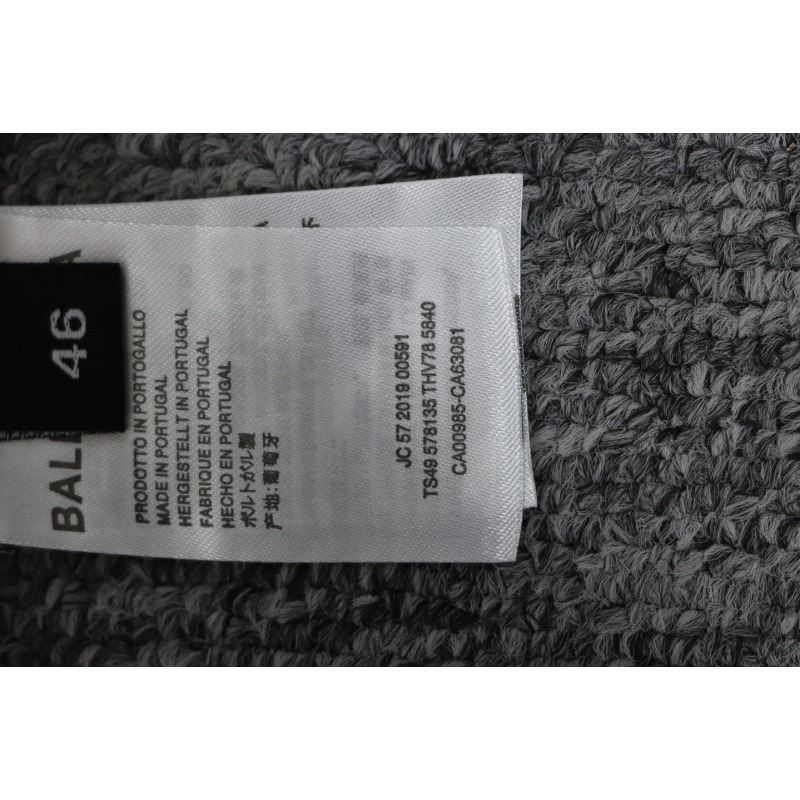 46
PRODOTTO IN PORTOGALLO
MADE IN PORTUGAL
HERGESTELLT IN PORTUGAL
FABRIQUE EN PORTUGAL
HECHO EN PORTUGAL
ポルトガル製
产地:葡萄牙
JC 57 2019 00591
TS49 578135 THV78 5840
CA00985-CA63081